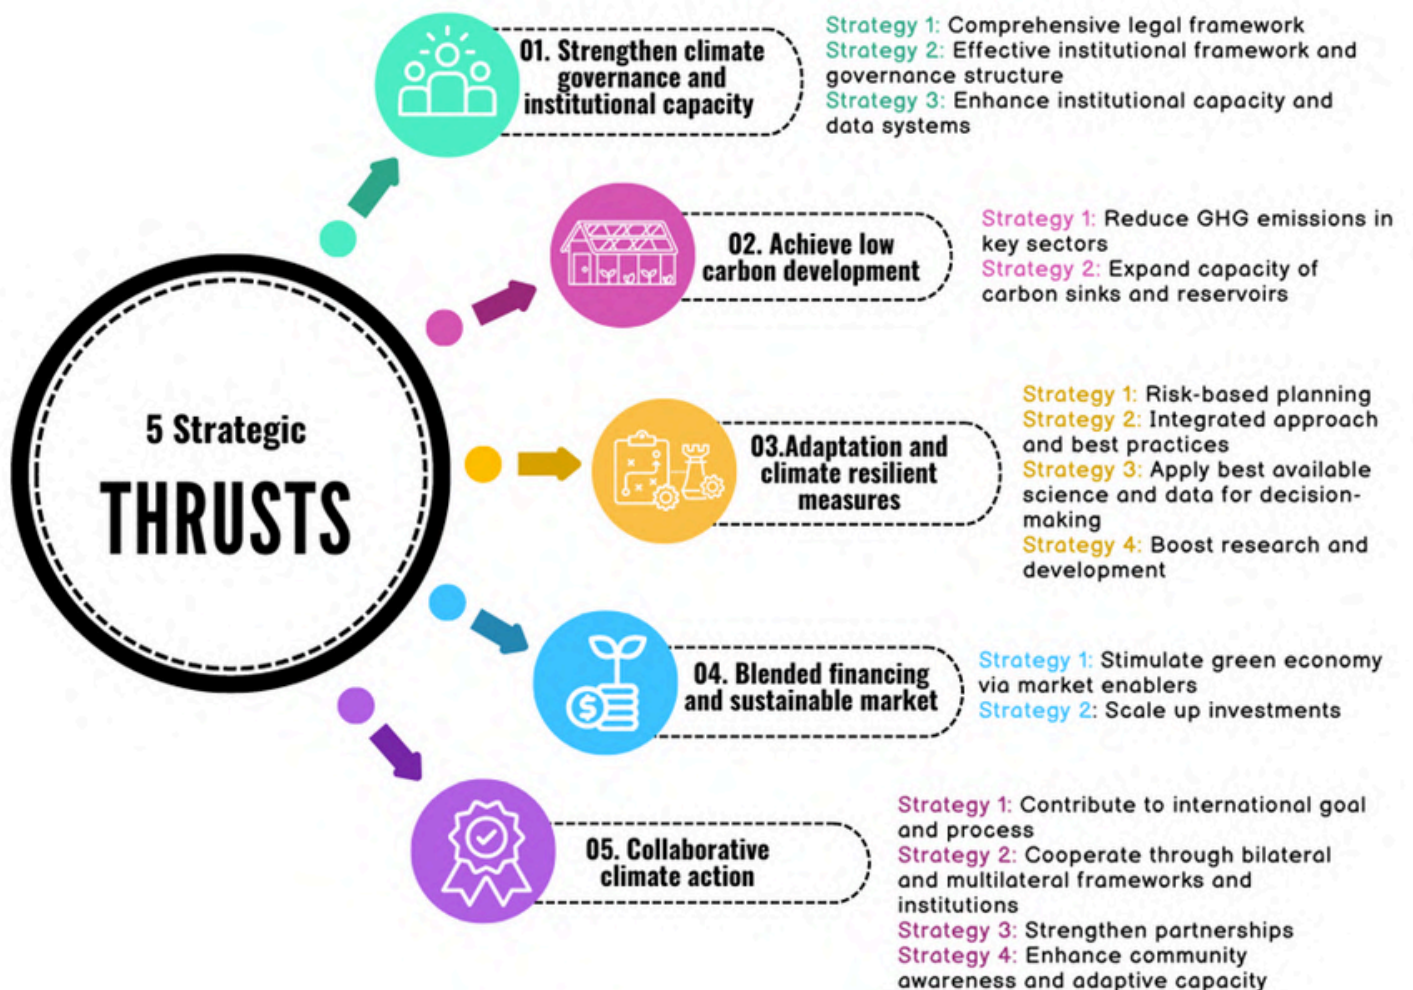 5 Strategic
THRUSTS
01. Strengthen climate
governance and
institutional capacity
Strategy 1: Comprehensive legal framework
Strategy 2: Effective institutional framework and
governance structure
Strategy 3: Enhance institutional capacity and
data systems
02. Achieve low
carbon development
Strategy 1: Reduce GHG emissions in
key sectors
Strategy 2: Expand capacity of
carbon sinks and reservoirs
03.Adaptation and
climate resilient
measures
Strategy 1: Risk-based planning
Strategy 2: Integrated approach
and best practices
Strategy 3: Apply best available
science and data for decision-
making
Strategy 4: Boost research and
development
04. Blended financing
and sustainable market
Strategy 1: Stimulate green economy
via market enablers
Strategy 2: Scale up investments
05. Collaborative
climate action
Strategy 1: Contribute to international goal
and process
Strategy 2: Cooperate through bilateral
and multilateral frameworks and
institutions
Strategy 3: Strengthen partnerships
Strategy 4: Enhance community
awareness and adaptive capacity